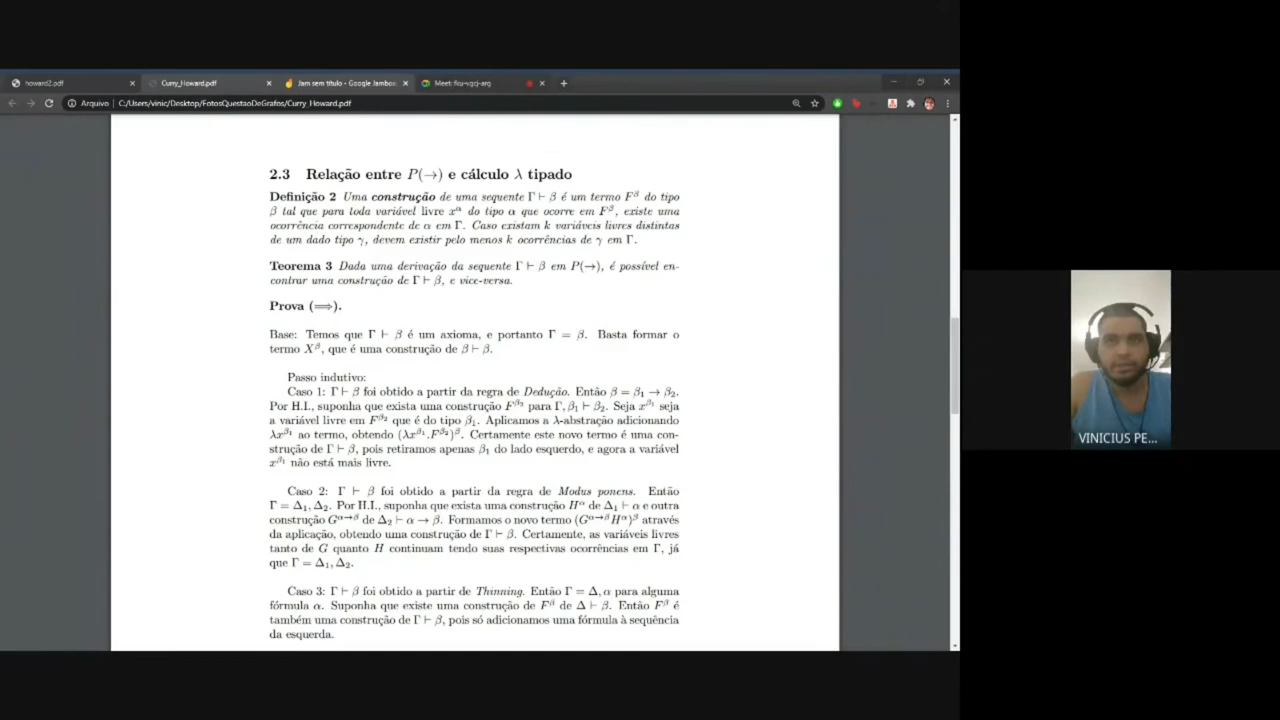 howard2.pdf
Curry_Howard.pdf
Jam sem título - Google Jamboa
Meet: fku-vgcj-arg
Arquivo | C:/Users/vinic/Desktop/FotosQuestaoDeGrafos/Curry_Howard.pdf
2.3 Relação entre P(→) e cálculo λ tipado
Definição 2 Uma construção de uma sequente Γ ⊢ β é um termo F^β do tipo
β tal que para toda variável livre x^α do tipo α que ocorre em F^β, existe uma
ocorrência correspondente de α em Γ. Caso existam k variáveis livres distintas
de um dado tipo γ, devem existir pelo menos k ocorrências de γ em Γ.
Teorema 3 Dada uma derivação da sequente Γ ⊢ β em P(→), é possível en-
contrar uma construção de Γ ⊢ β, e vice-versa.
Prova (⟹).
Base: Temos que Γ ⊢ β é um axioma, e portanto Γ = β. Basta formar o
termo X^β, que é uma construção de β ⊢ β.
Passo indutivo:
Caso 1: Γ ⊢ β foi obtido a partir da regra de Dedução. Então β = β₁ → β₂.
Por H.I., suponha que exista uma construção F^β₂ para Γ, β₁ ⊢ β₂. Seja x^β₁ seja
a variável livre em F^β₂ que é do tipo β₁. Aplicamos a λ-abstração adicionando
λx^β₁ ao termo, obtendo (λx^β₁.F^β₂)^β. Certamente este novo termo é uma con-
strução de Γ ⊢ β, pois retiramos apenas β₁ do lado esquerdo, e agora a variável
x^β₁ não está mais livre.
Caso 2: Γ ⊢ β foi obtido a partir da regra de Modus ponens. Então
Γ = Δ₁, Δ₂. Por H.I., suponha que exista uma construção H^α de Δ₁ ⊢ α e outra
construção G^α→β de Δ₂ ⊢ α → β. Formamos o novo termo (G^α→β H^α)^β através
da aplicação, obtendo uma construção de Γ ⊢ β. Certamente, as variáveis livres
tanto de G quanto H continuam tendo suas respectivas ocorrências em Γ, já
que Γ = Δ₁, Δ₂.
Caso 3: Γ ⊢ β foi obtido a partir de Thinning. Então Γ = Δ, α para alguma
fórmula α. Suponha que existe uma construção de F^β de Δ ⊢ β. Então F^β é
também uma construção de Γ ⊢ β, pois só adicionamos uma fórmula à sequência
da esquerda.
VINICIUS PE...